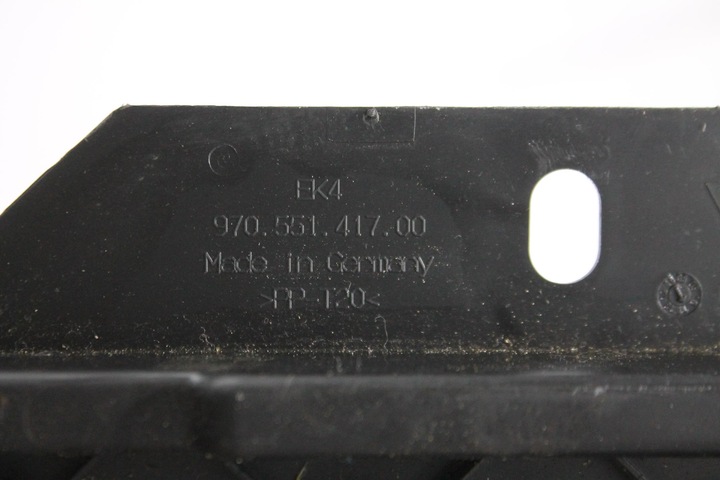 EK4
970.551.417.00
Made in Germany
>PP-T20<